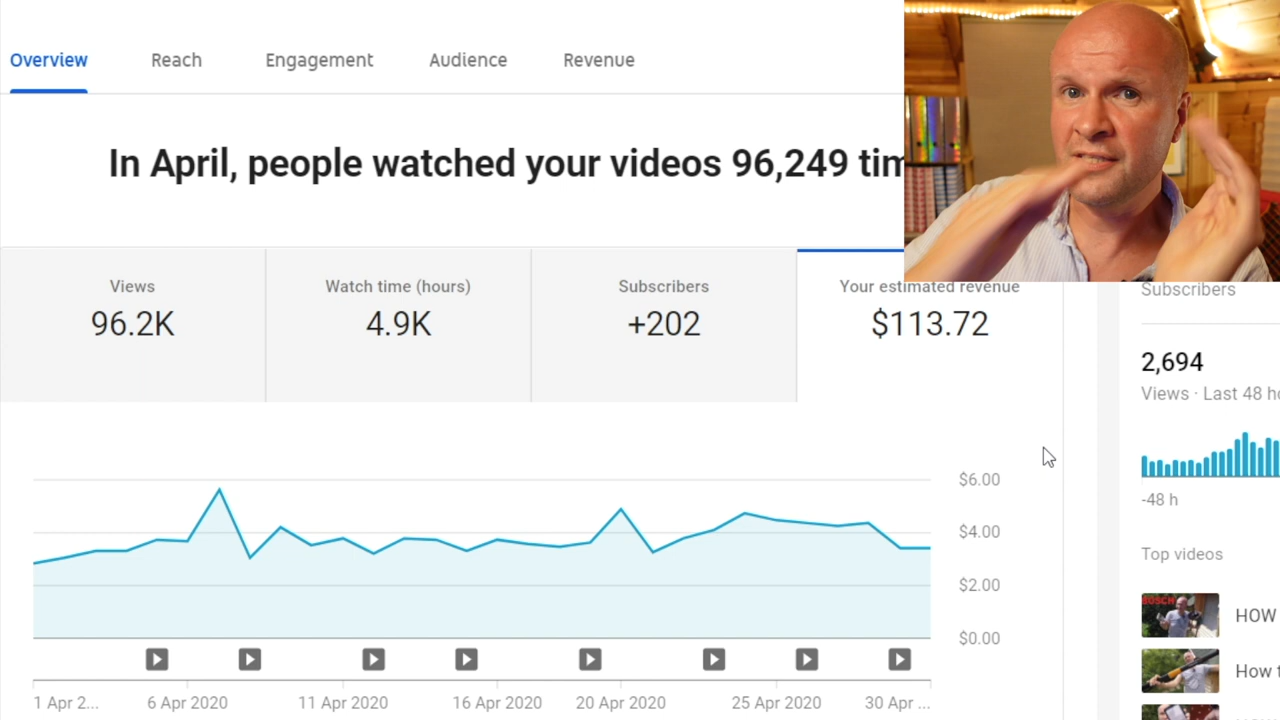 Overview Reach Engagement Audience Revenue
In April, people watched your videos 96,249 tim
Views Watch time (hours) Subscribers Your estimated revenue
96.2K 4.9K +202 $113.72
Subscribers
2,694
Views · Last 48 ho
-48 h
Top videos
BOSCH HOW
How t
$6.00
$4.00
$2.00
$0.00
1 Apr 2... 6 Apr 2020 11 Apr 2020 16 Apr 2020 20 Apr 2020 25 Apr 2020 30 Apr ...